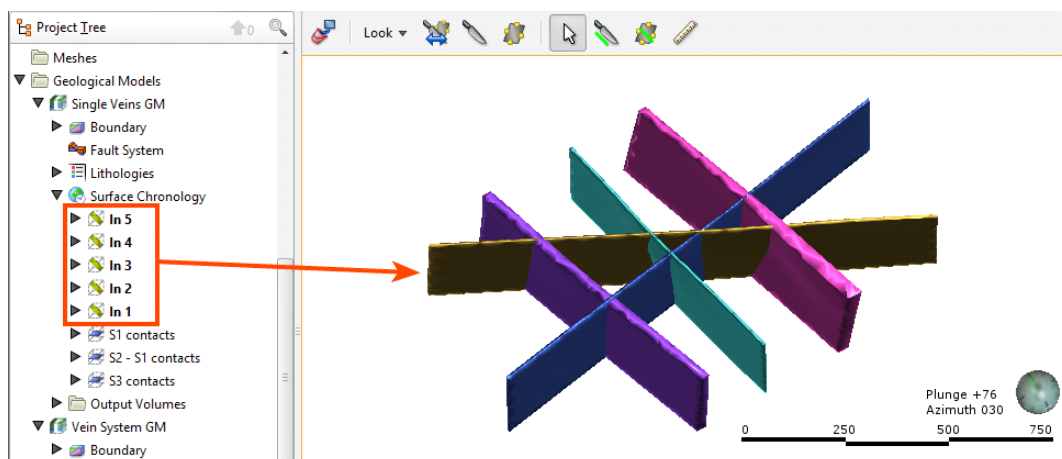 Project Tree
0
Look
Meshes
Geological Models
Single Veins GM
Boundary
Fault System
Lithologies
Surface Chronology
In 5
In 4
In 3
In 2
In 1
S1 contacts
S2 - S1 contacts
S3 contacts
Output Volumes
Vein System GM
Boundary
Plunge +76
Azimuth 030
0 250 500 750